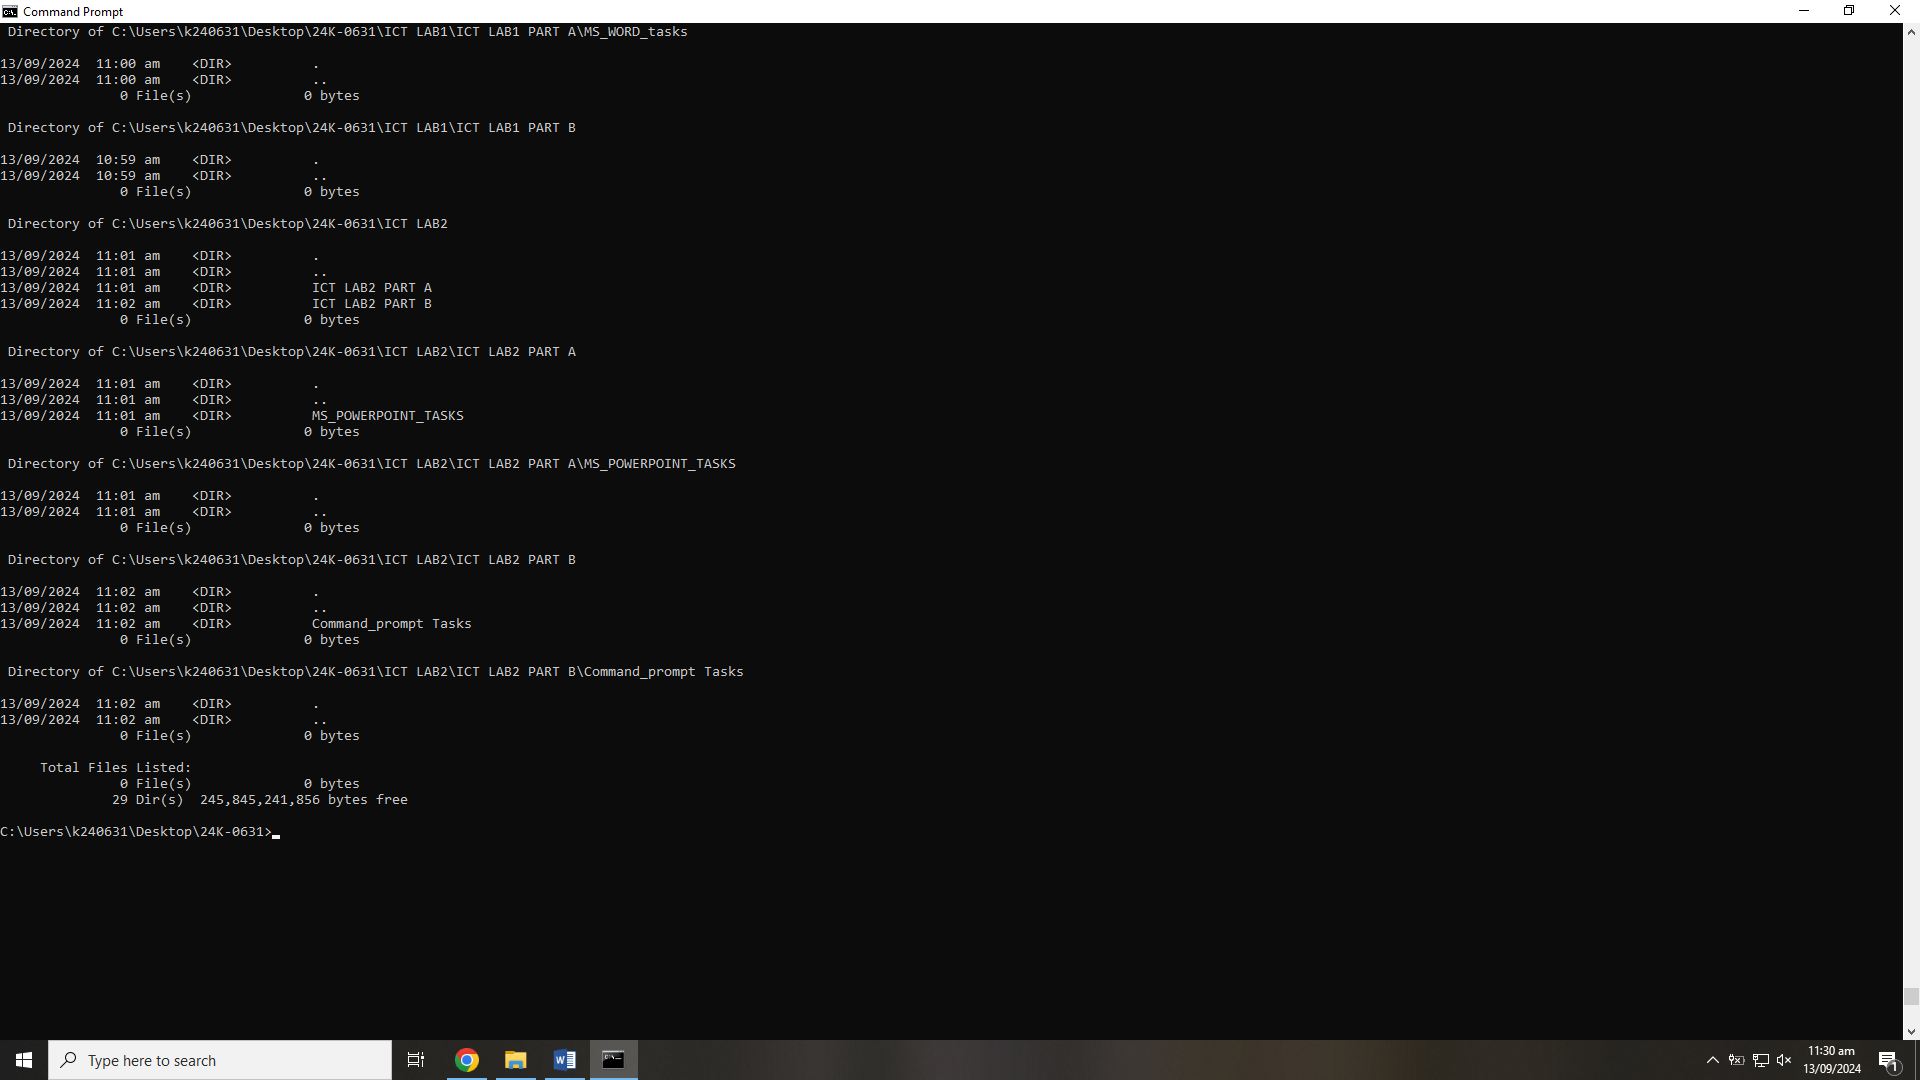 Command Prompt
Directory of C:\Users\k240631\Desktop\24K-0631\ICT LAB1\ICT LAB1 PART A\MS_WORD_tasks
13/09/2024  11:00 am    <DIR>          .
13/09/2024  11:00 am    <DIR>          ..
0 File(s)              0 bytes
Directory of C:\Users\k240631\Desktop\24K-0631\ICT LAB1\ICT LAB1 PART B
13/09/2024  10:59 am    <DIR>          .
13/09/2024  10:59 am    <DIR>          ..
0 File(s)              0 bytes
Directory of C:\Users\k240631\Desktop\24K-0631\ICT LAB2
13/09/2024  11:01 am    <DIR>          .
13/09/2024  11:01 am    <DIR>          ..
13/09/2024  11:01 am    <DIR>          ICT LAB2 PART A
13/09/2024  11:02 am    <DIR>          ICT LAB2 PART B
0 File(s)              0 bytes
Directory of C:\Users\k240631\Desktop\24K-0631\ICT LAB2\ICT LAB2 PART A
13/09/2024  11:01 am    <DIR>          .
13/09/2024  11:01 am    <DIR>          ..
13/09/2024  11:01 am    <DIR>          MS_POWERPOINT_TASKS
0 File(s)              0 bytes
Directory of C:\Users\k240631\Desktop\24K-0631\ICT LAB2\ICT LAB2 PART A\MS_POWERPOINT_TASKS
13/09/2024  11:01 am    <DIR>          .
13/09/2024  11:01 am    <DIR>          ..
0 File(s)              0 bytes
Directory of C:\Users\k240631\Desktop\24K-0631\ICT LAB2\ICT LAB2 PART B
13/09/2024  11:02 am    <DIR>          .
13/09/2024  11:02 am    <DIR>          ..
13/09/2024  11:02 am    <DIR>          Command_prompt Tasks
0 File(s)              0 bytes
Directory of C:\Users\k240631\Desktop\24K-0631\ICT LAB2\ICT LAB2 PART B\Command_prompt Tasks
13/09/2024  11:02 am    <DIR>          .
13/09/2024  11:02 am    <DIR>          ..
0 File(s)              0 bytes
Total Files Listed:
0 File(s)              0 bytes
29 Dir(s)  245,845,241,856 bytes free
C:\Users\k240631\Desktop\24K-0631>
Type here to search
11:30 am
13/09/2024
1